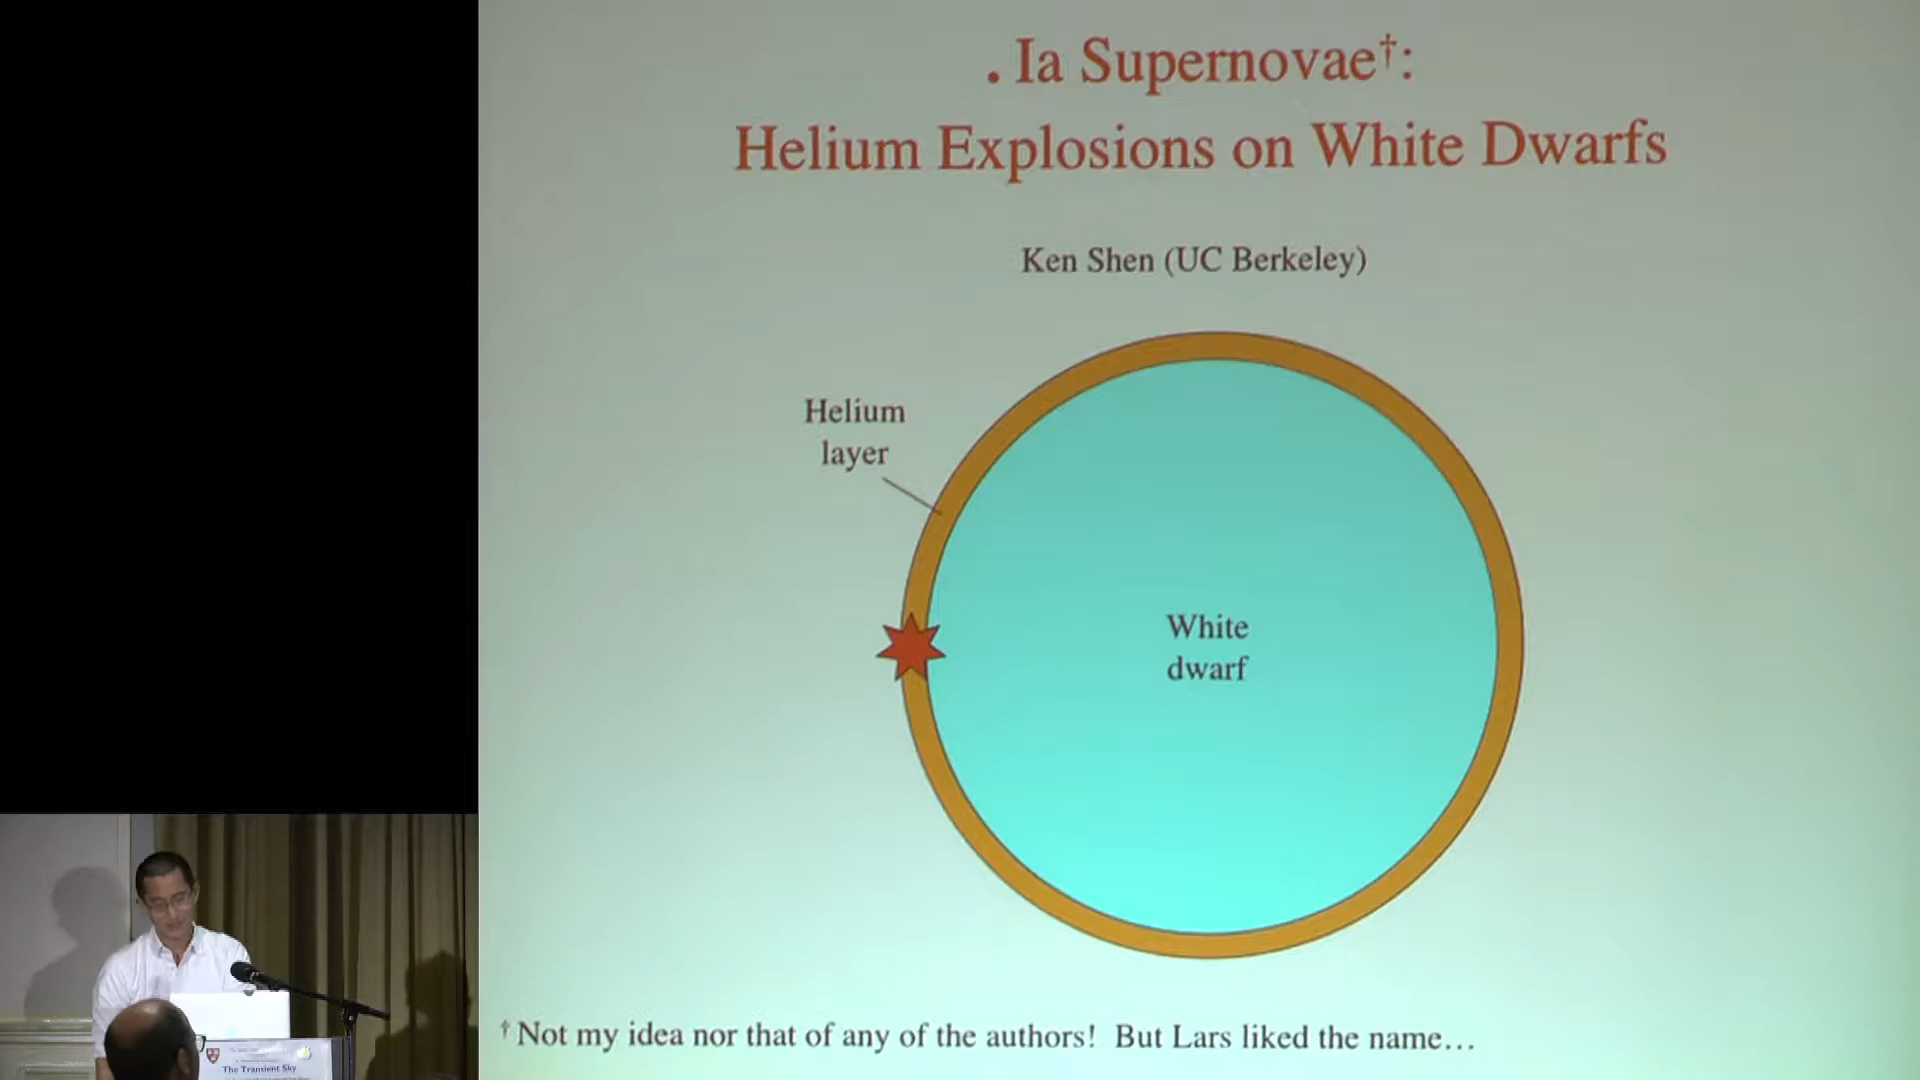 . Ia Supernovae†:
Helium Explosions on White Dwarfs
Ken Shen (UC Berkeley)
Helium
layer
White
dwarf
† Not my idea nor that of any of the authors! But Lars liked the name...
The Transient Sky